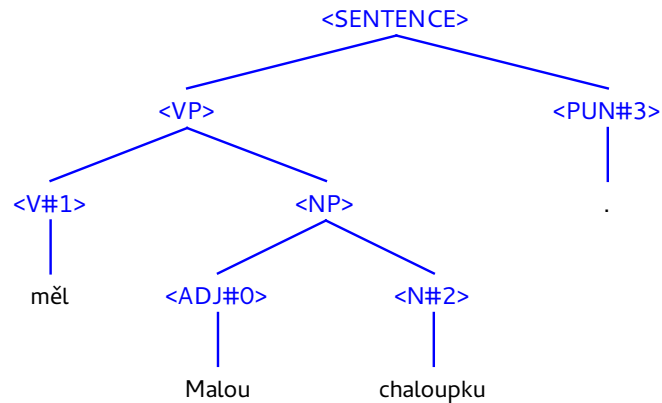 <SENTENCE>
<VP> <PUN#3>
<V#1> <NP> .
měl <ADJ#0> <N#2>
Malou chaloupku